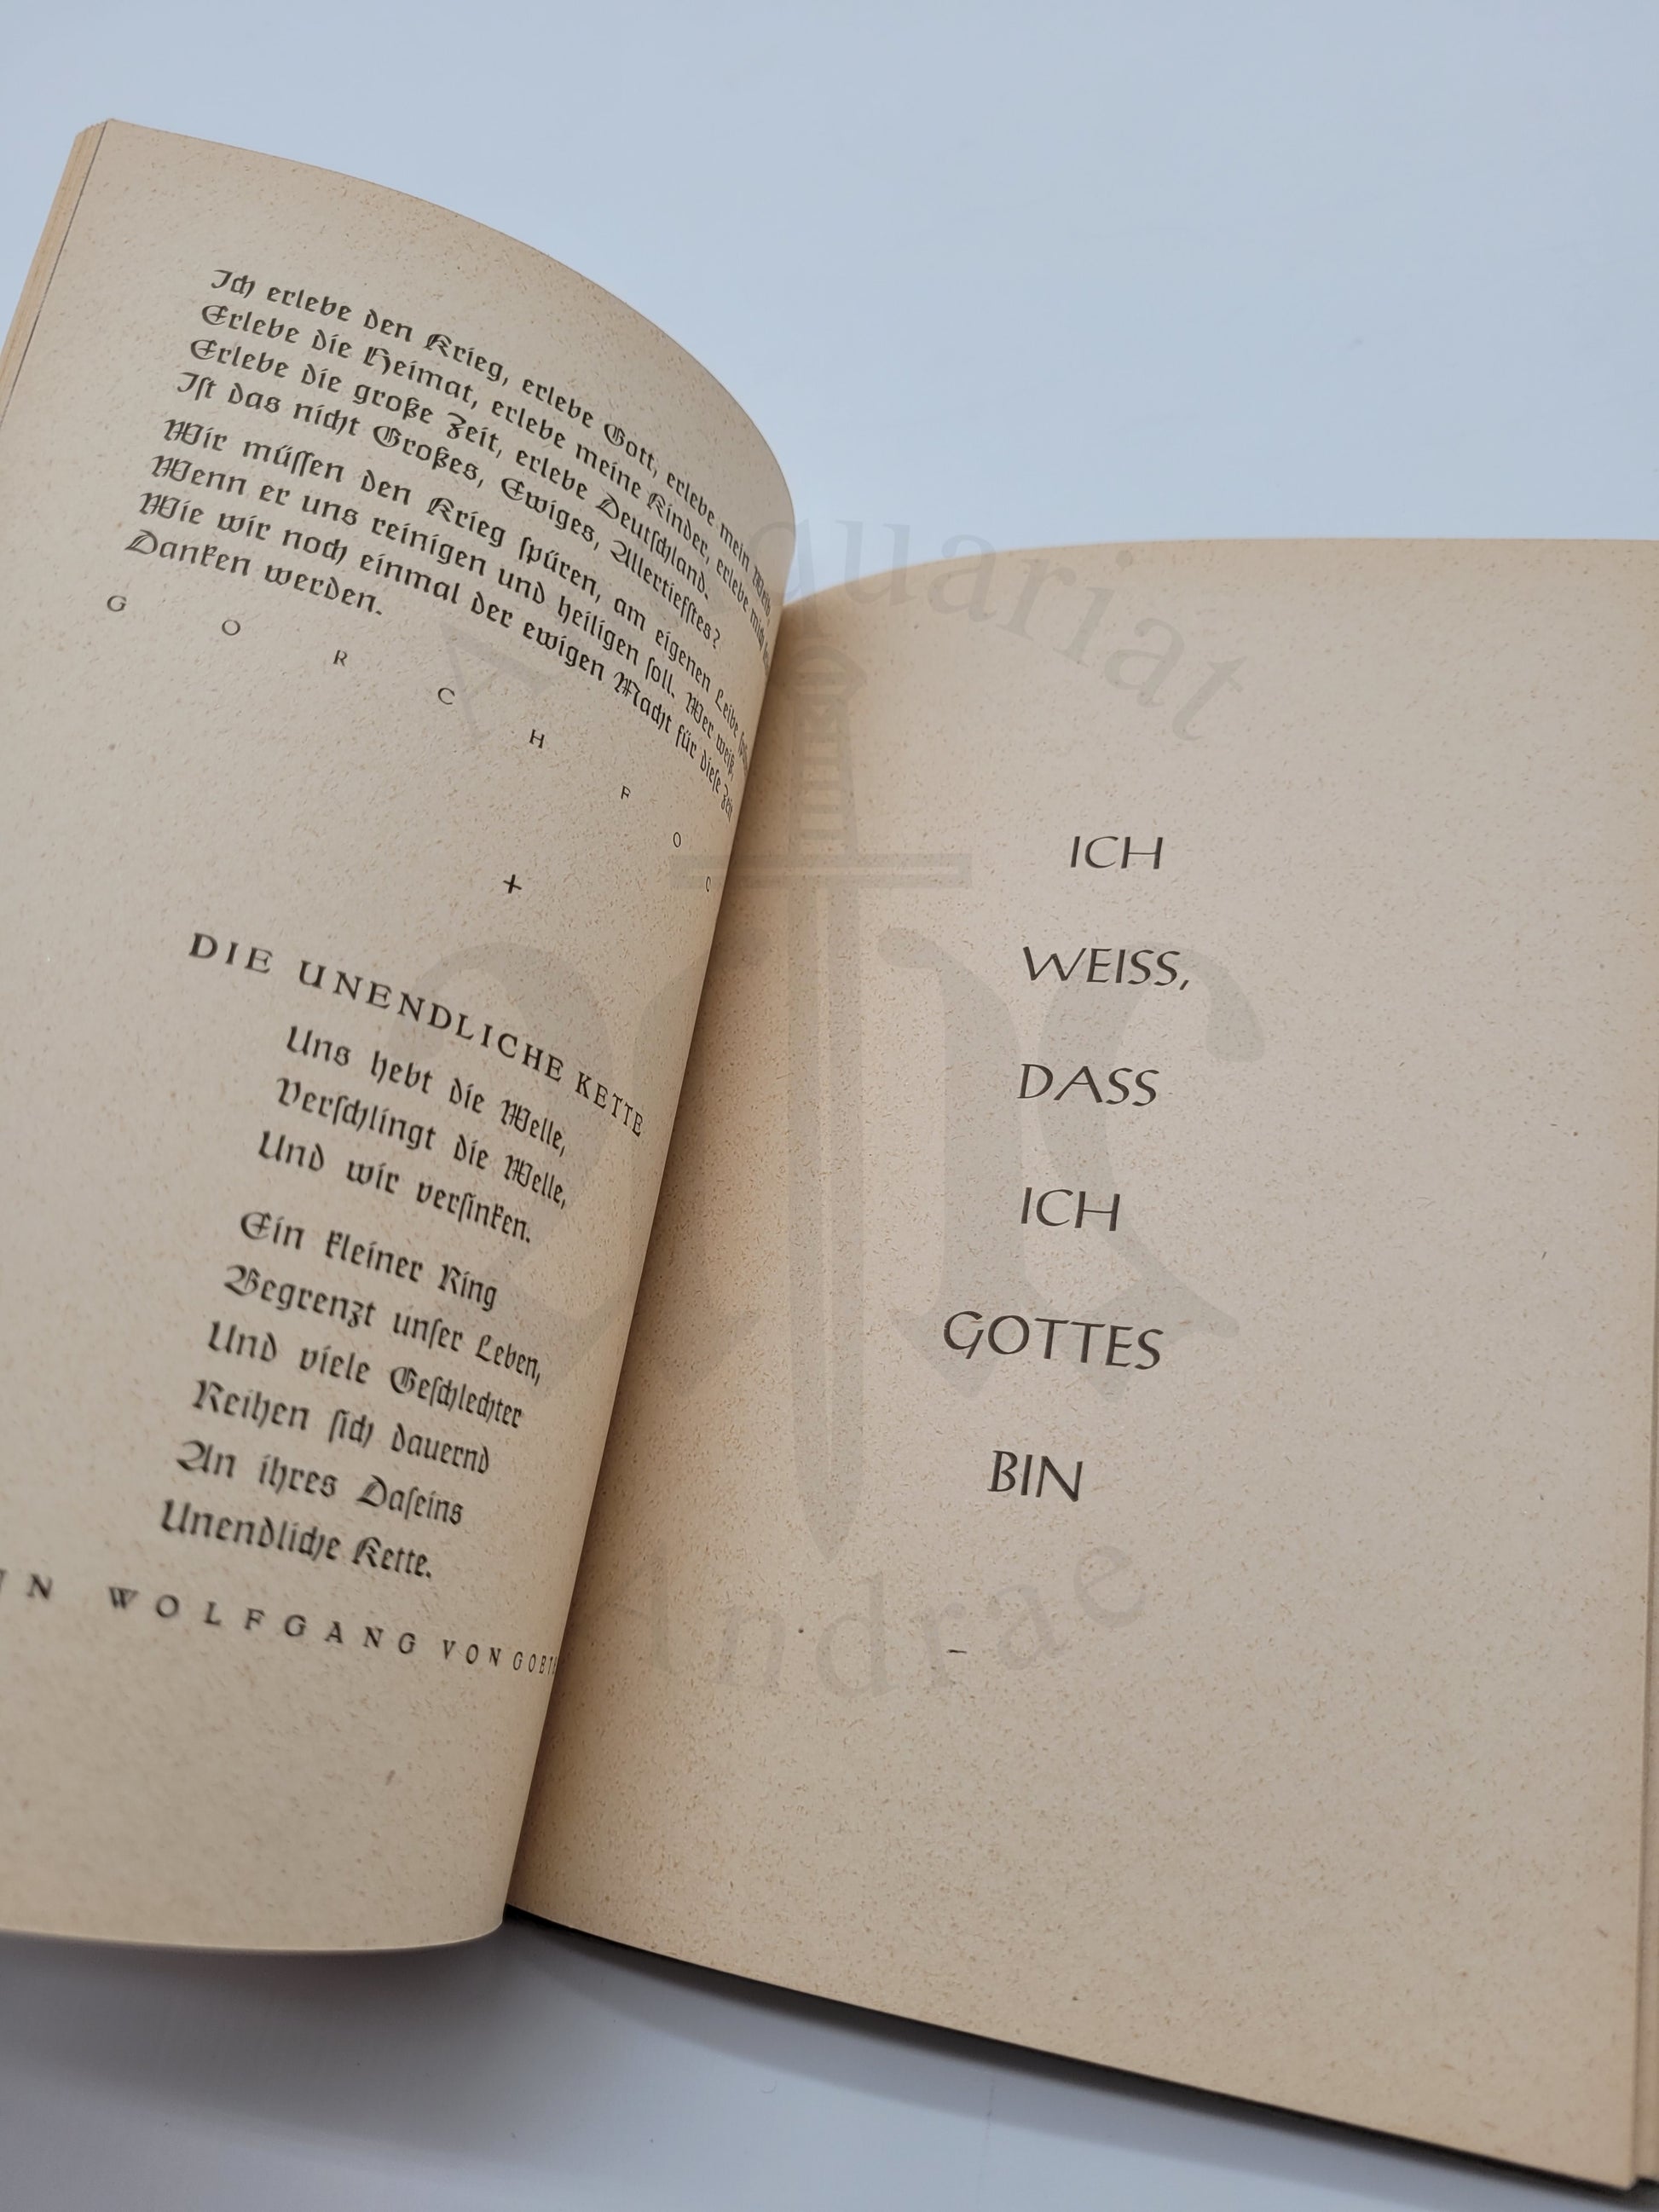 Ich erlebe den Krieg, erlebe Gott, erlebe mein Weib,
Erlebe die Heimat, erlebe meine Kinder, erlebe mich
Erlebe die große Zeit, erlebe Deutſchland.
Iſt das nicht Großes, Ewiges, Allertiefſtes?
Wir müſſen den Krieg ſpüren, am eigenen Leibe
Wenn er uns reinigen und heiligen ſoll. Wer weiß,
Wie wir noch einmal der ewigen Macht für dieſe Zeit
Danken werden.
G O R C H F O C
+
DIE UNENDLICHE KETTE
Uns hebt die Welle,
Verſchlingt die Welle,
Und wir verſinken.
Ein kleiner Ring
Begrenzt unſer Leben,
Und viele Geſchlechter
Reihen ſich dauernd
An ihres Daſeins
Unendliche Kette.
WOLFGANG VON
ICH
WEISS,
DASS
ICH
GOTTES
BIN
Antiquariat
Andrae